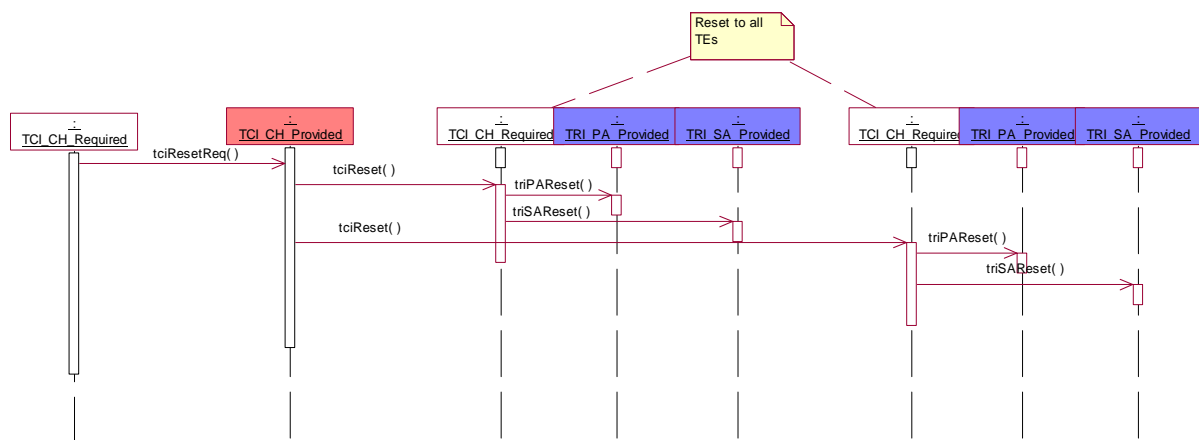 Reset to all
TEs
:
TCI_CH_Required
:
TCI_CH_Provided
:
TCI_CH_Required
:
TRI_PA_Provided
:
TRI_SA_Provided
:
TCI_CH_Required
:
TRI_PA_Provided
:
TRI_SA_Provided
tciResetReq( )
tciReset( )
triPAReset( )
triSAReset( )
tciReset( )
triPAReset( )
triSAReset( )